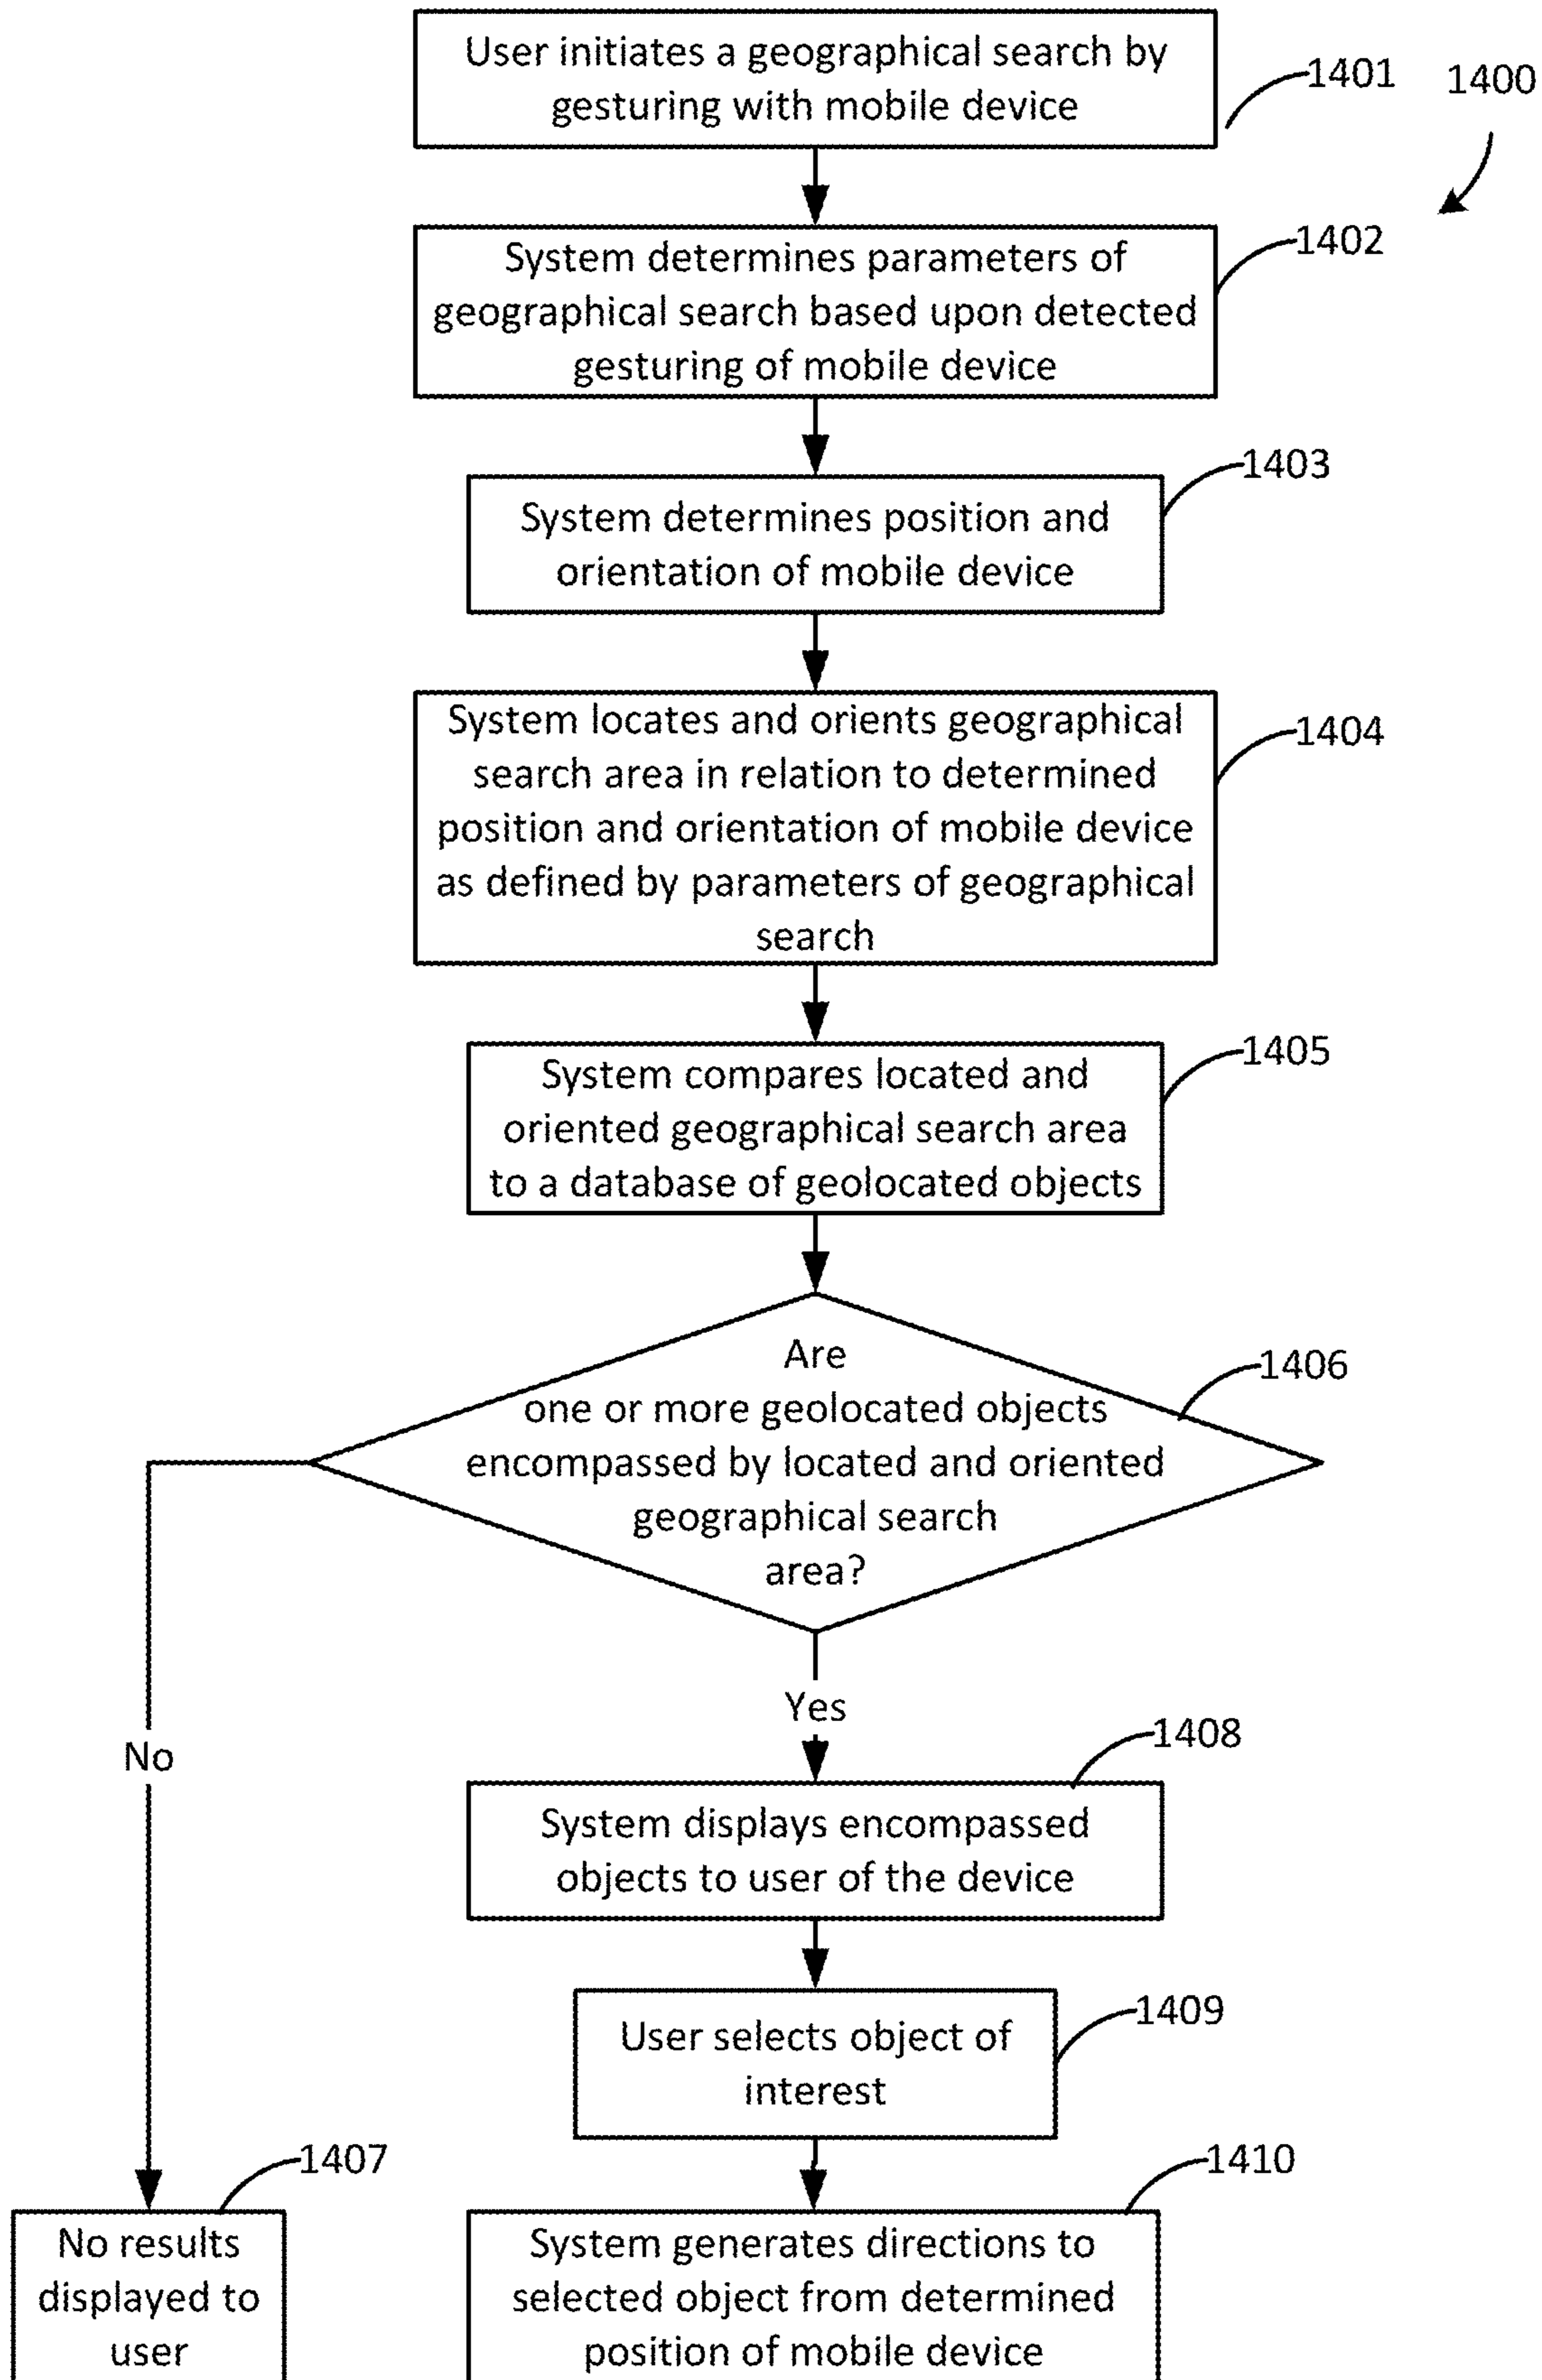 User initiates a geographical search by
gesturing with mobile device
1401
1400
System determines parameters of
geographical search based upon detected
gesturing of mobile device
1402
System determines position and
orientation of mobile device
1403
System locates and orients geographical
search area in relation to determined
position and orientation of mobile device
as defined by parameters of geographical
search
1404
System compares located and
oriented geographical search area
to a database of geolocated objects
1405
Are
one or more geolocated objects
encompassed by located and oriented
geographical search
area?
1406
Yes
No
System displays encompassed
objects to user of the device
1408
User selects object of
interest
1409
No results
displayed to
user
1407
System generates directions to
selected object from determined
position of mobile device
1410